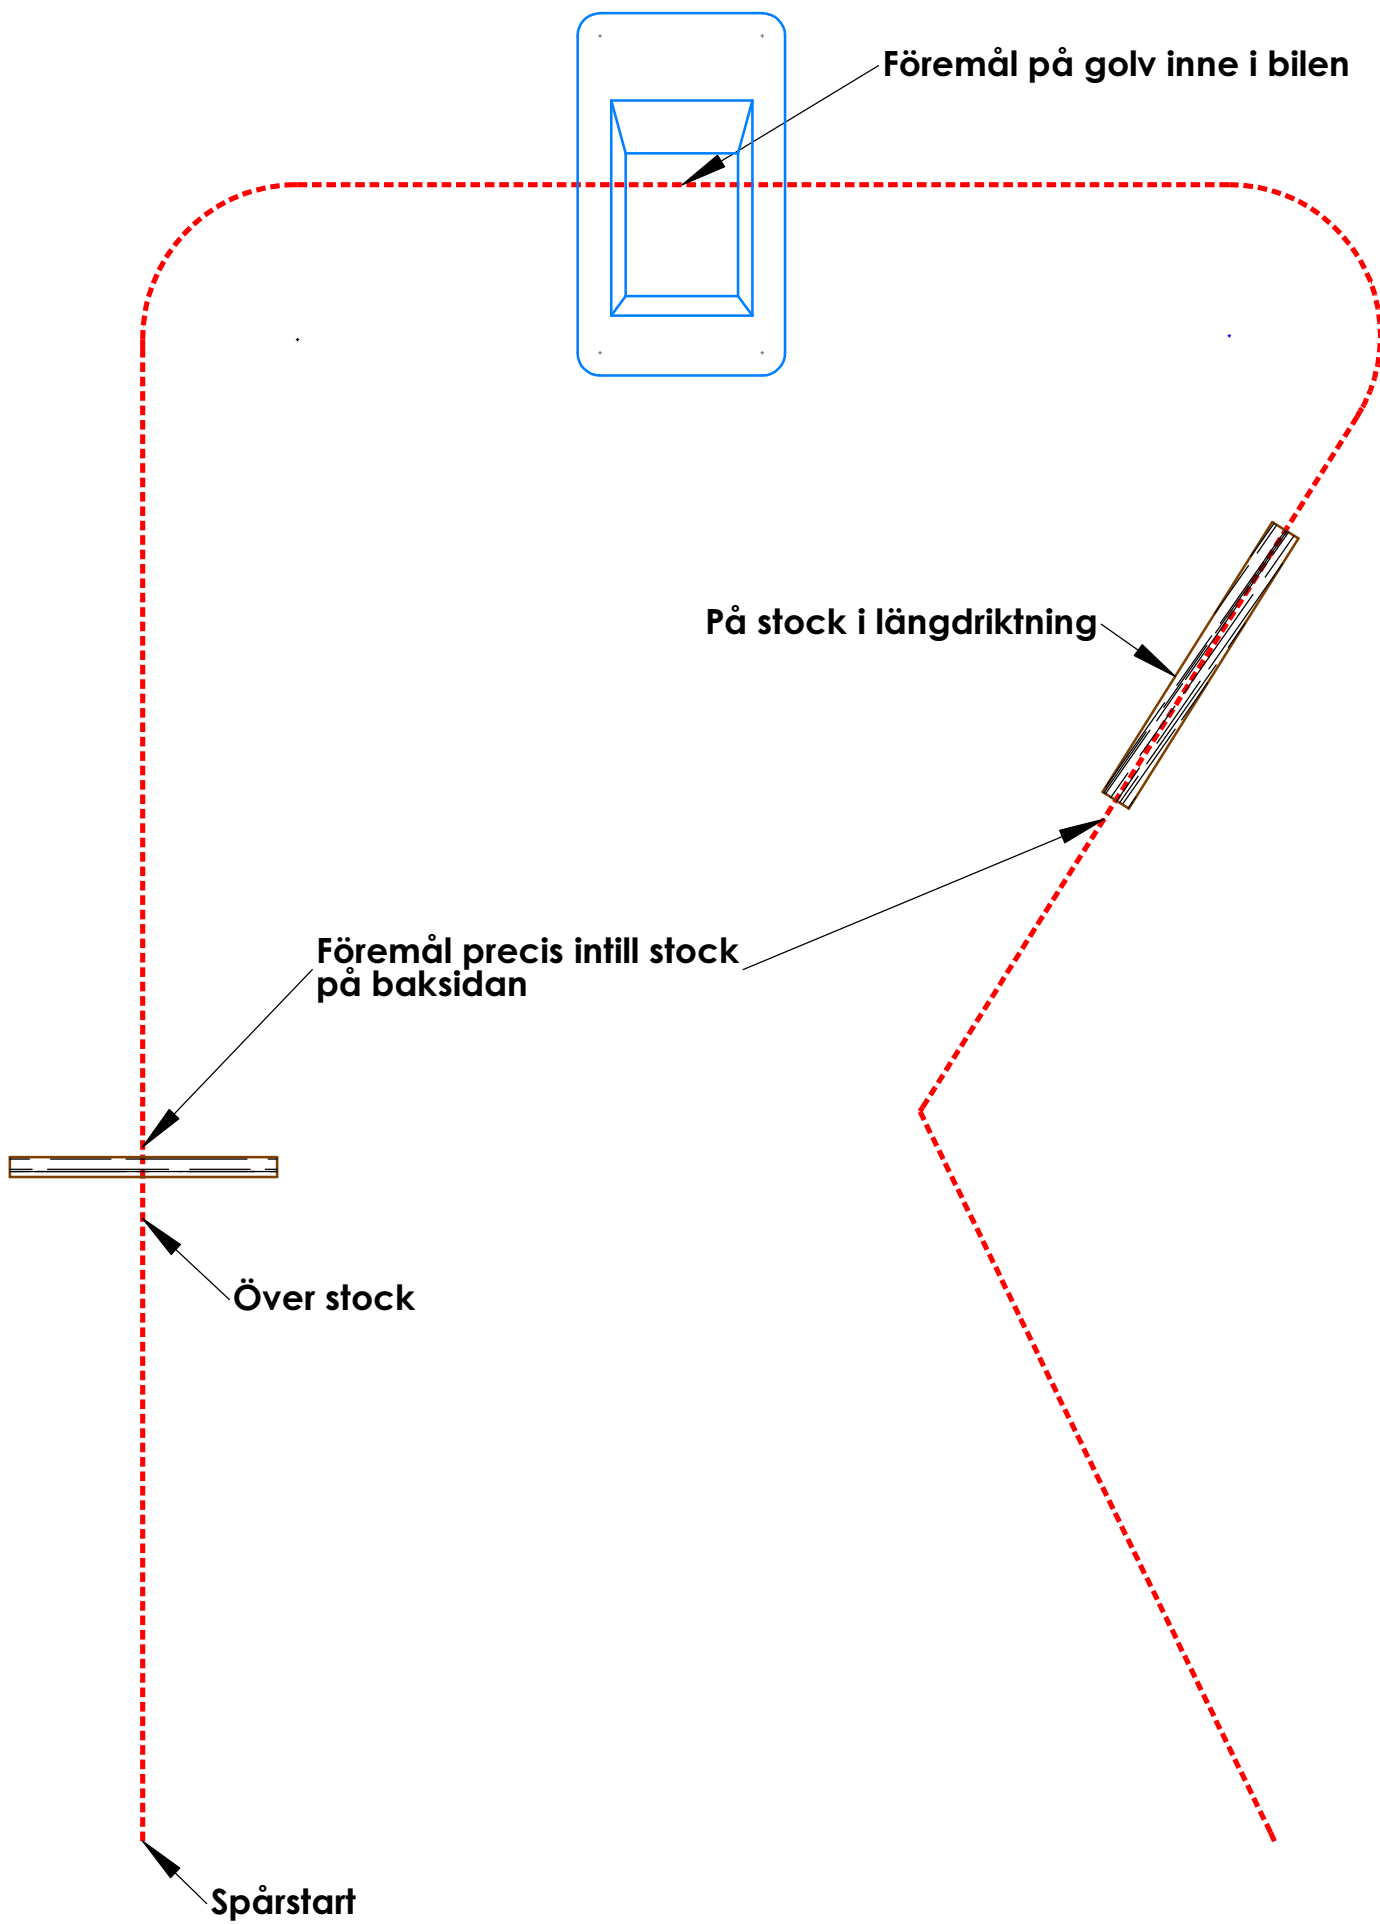 Föremål på golv inne i bilen
På stock i längdriktning
Föremål precis intill stock
på baksidan
Över stock
Spårstart